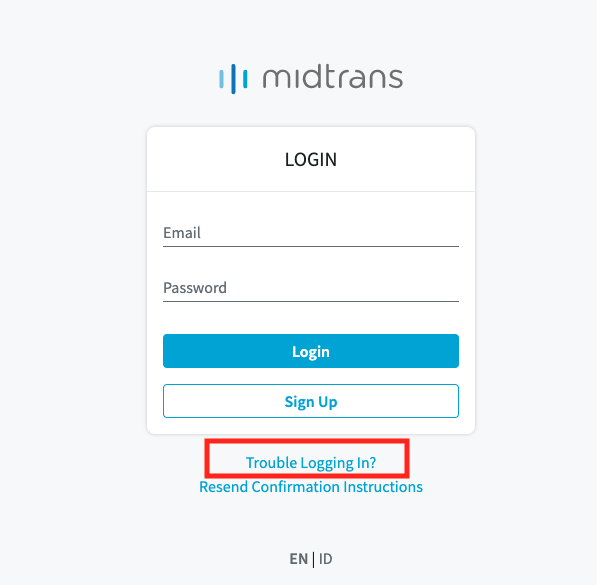 midtrans
LOGIN
Email
Password
Login
Sign Up
Trouble Logging In?
Resend Confirmation Instructions
EN | ID